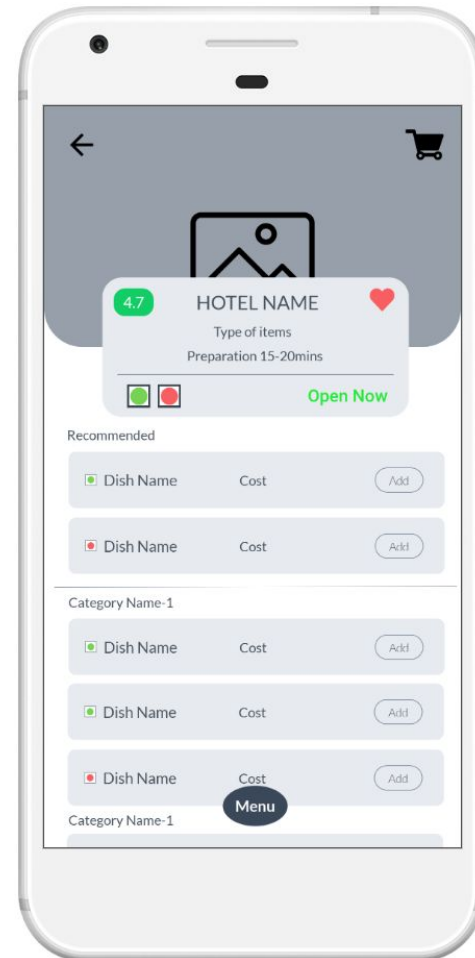 4.7 HOTEL NAME
Type of items
Preparation 15-20mins
Open Now
Recommended
Dish Name Cost Add
Dish Name Cost Add
Category Name-1
Dish Name Cost Add
Dish Name Cost Add
Dish Name Cost Add
Menu
Category Name-1